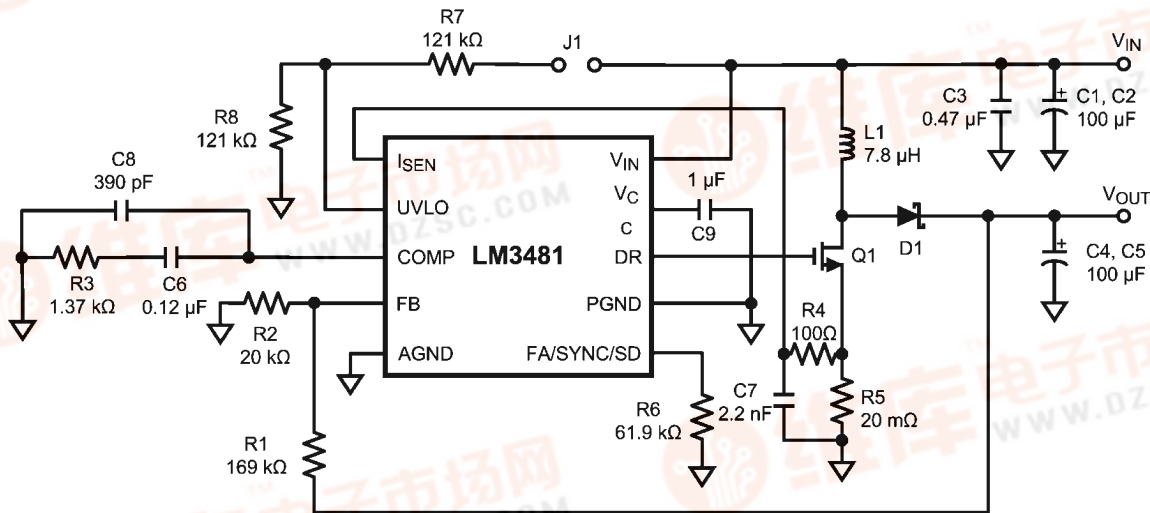 R7
121 kΩ
J1
VIN
R8
121 kΩ
C3
0.47 µF
+
C1, C2
100 µF
L1
7.8 µH
C8
390 pF
ISEN
VIN
UVLO
VC
C
1 µF
C9
VOUT
COMP
LM3481
DR
Q1
D1
+
C4, C5
100 µF
R3
1.37 kΩ
C6
0.12 µF
FB
PGND
R2
20 kΩ
R4
100Ω
AGND
FA/SYNC/SD
C7
2.2 nF
R5
20 mΩ
R6
61.9 kΩ
R1
169 kΩ
维库电子市场网
WWW.DZSC.COM
TM